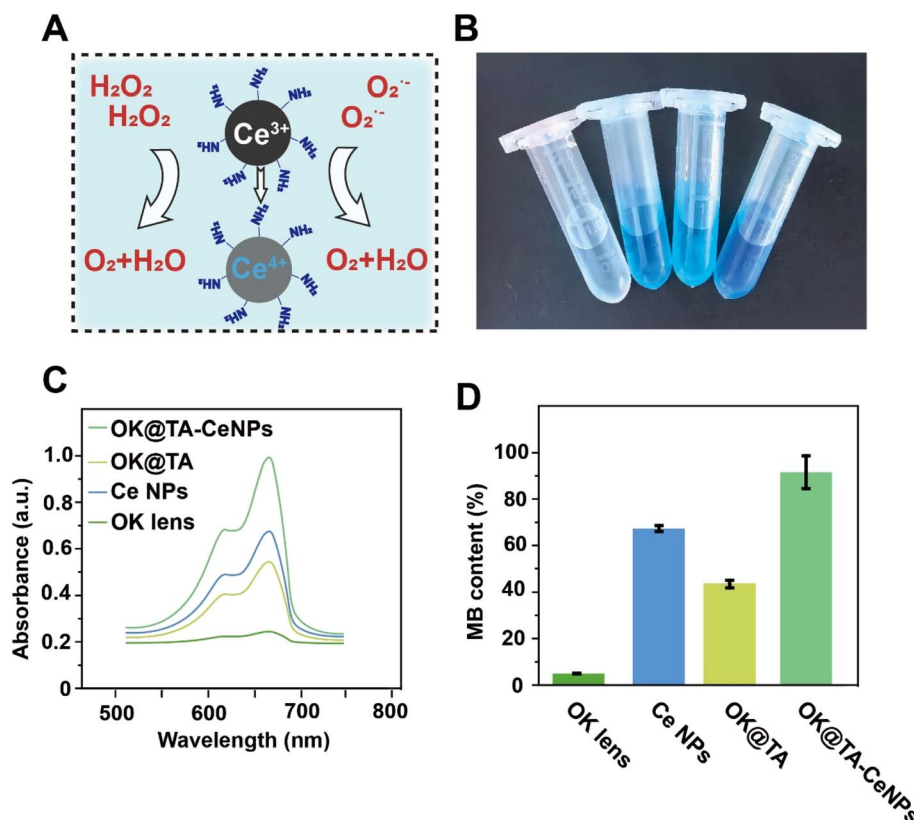 A
H₂O₂
H₂O₂
NH₂
NH₂
NH₂
NH₂
NH₂
NH₂
NH₂
Ce³⁺
O₂·⁻
O₂·⁻
O₂+H₂O
NH₂
NH₂
NH₂
NH₂
NH₂
NH₂
NH₂
Ce⁴⁺
O₂+H₂O
B
C
Absorbance (a.u.)
1.0
0.8
0.6
0.4
0.2
0
OK@TA-CeNPs
OK@TA
Ce NPs
OK lens
500 600 700 800
Wavelength (nm)
D
MB content (%)
100
80
60
40
20
0
OK lens
Ce NPs
OK@TA
OK@TA-CeNPs